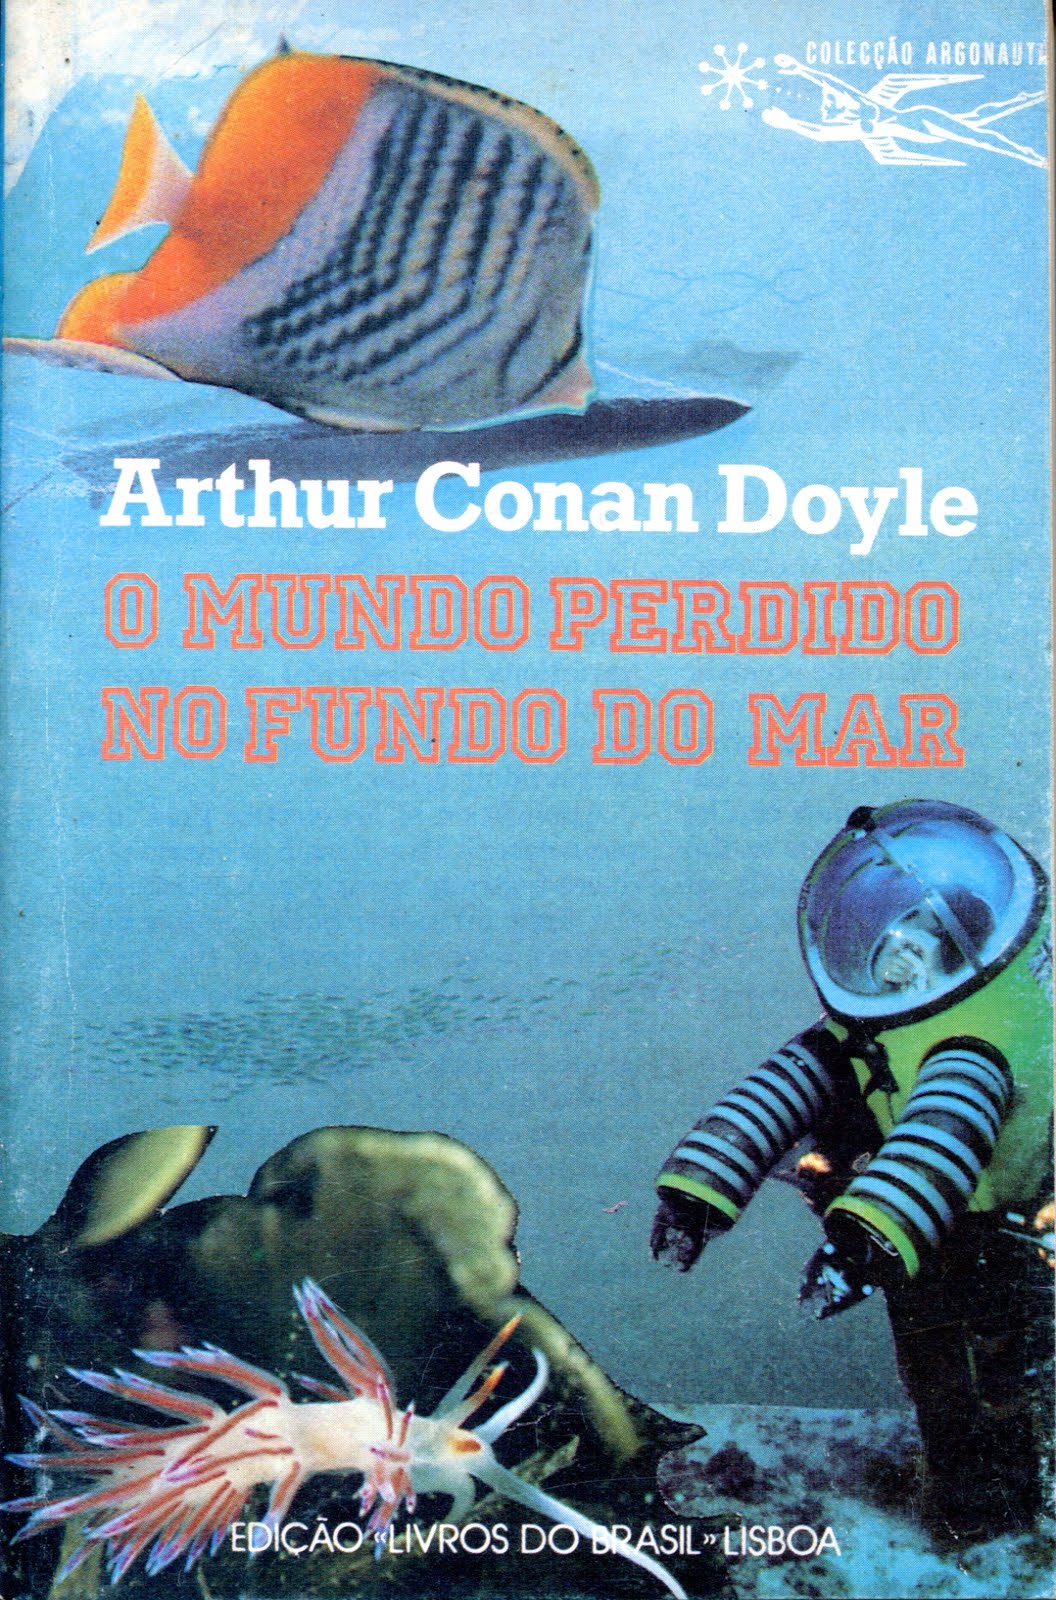 COLECÇÃO ARGONAUTA
Arthur Conan Doyle
O MUNDO PERDIDO
NO FUNDO DO MAR
EDIÇÃO «LIVROS DO BRASIL» LISBOA